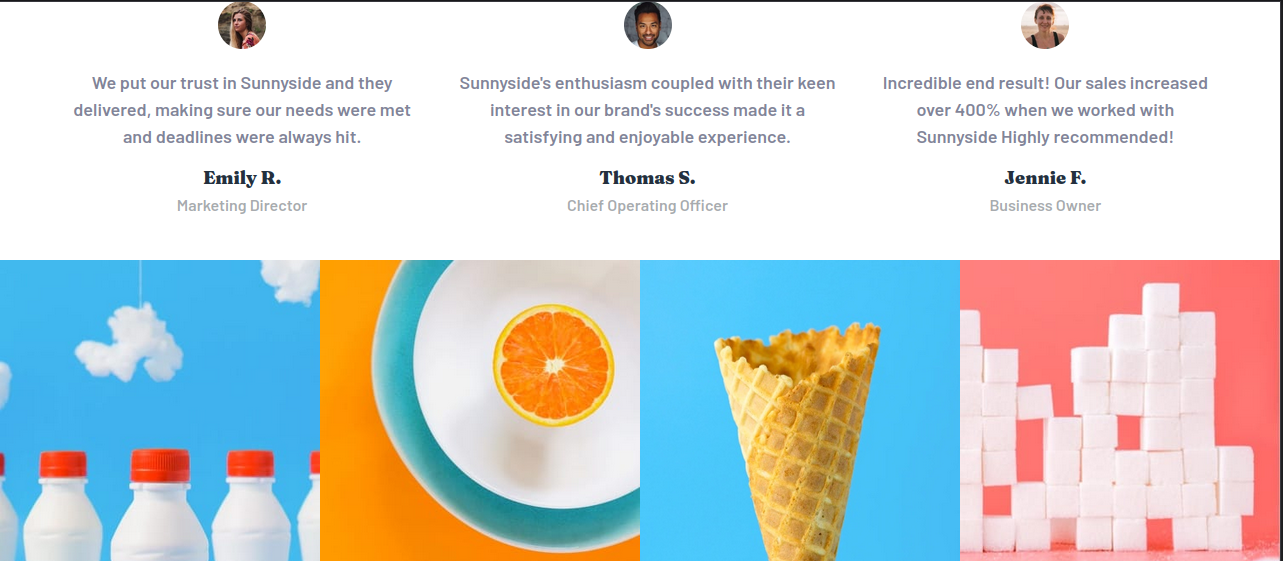 We put our trust in Sunnyside and they
delivered, making sure our needs were met
and deadlines were always hit.
Emily R.
Marketing Director
Sunnyside's enthusiasm coupled with their keen
interest in our brand's success made it a
satisfying and enjoyable experience.
Thomas S.
Chief Operating Officer
Incredible end result! Our sales increased
over 400% when we worked with
Sunnyside Highly recommended!
Jennie F.
Business Owner